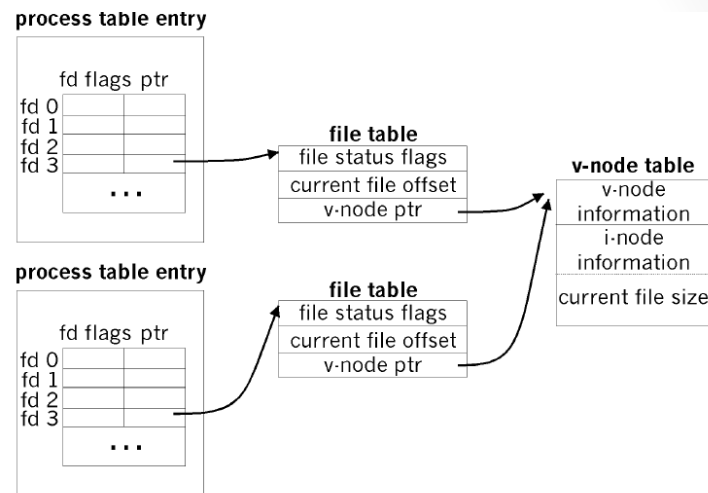 process table entry
fd flags ptr
fd 0
fd 1
fd 2
fd 3
...
file table
file status flags
current file offset
v-node ptr
v-node table
v-node
information
i-node
information
current file size
process table entry
fd flags ptr
fd 0
fd 1
fd 2
fd 3
...
file table
file status flags
current file offset
v-node ptr